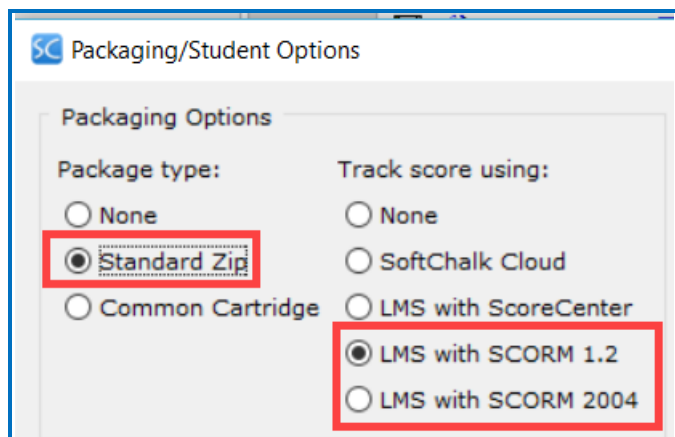 SC Packaging/Student Options
Packaging Options
Package type: Track score using:
None None
Standard Zip SoftChalk Cloud
Common Cartridge LMS with ScoreCenter
LMS with SCORM 1.2
LMS with SCORM 2004